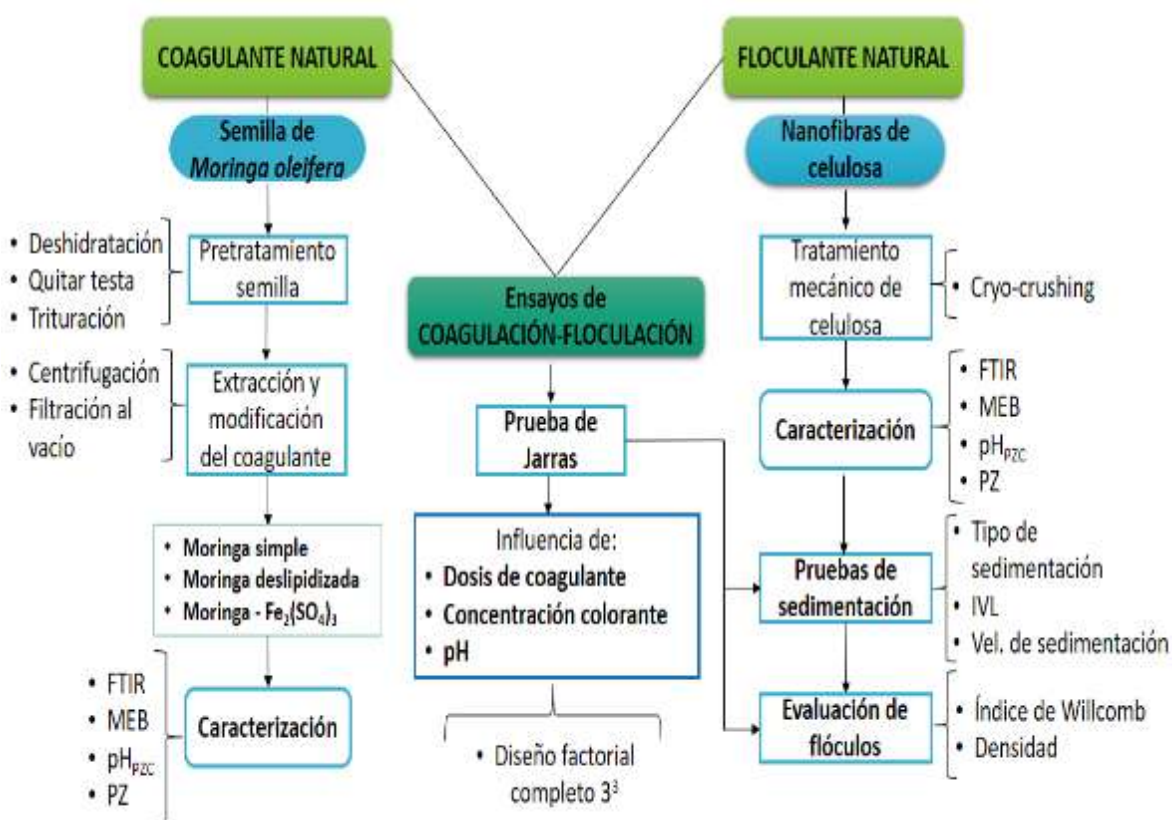 COAGULANTE NATURAL
Semilla de
Moringa oleifera
• Deshidratación
• Quitar testa
• Trituración
Pretratamiento
semilla
• Centrifugación
• Filtración al
vacío
Extracción y
modificación
del coagulante
• Moringa simple
• Moringa deslipidizada
• Moringa - Fe₂(SO₄)₃
• FTIR
• MEB
• pH_PZC
• PZ
Caracterización
Ensayos de
COAGULACIÓN-FLOCULACIÓN
Prueba de
Jarras
Influencia de:
• Dosis de coagulante
• Concentración colorante
• pH
• Diseño factorial
completo 3³
FLOCULANTE NATURAL
Nanofibras de
celulosa
Tratamiento
mecánico de
celulosa
• Cryo-crushing
Caracterización
• FTIR
• MEB
• pH_PZC
• PZ
Pruebas de
sedimentación
• Tipo de
sedimentación
• IVL
• Vel. de sedimentación
Evaluación de
flóculos
• Índice de Willcomb
• Densidad